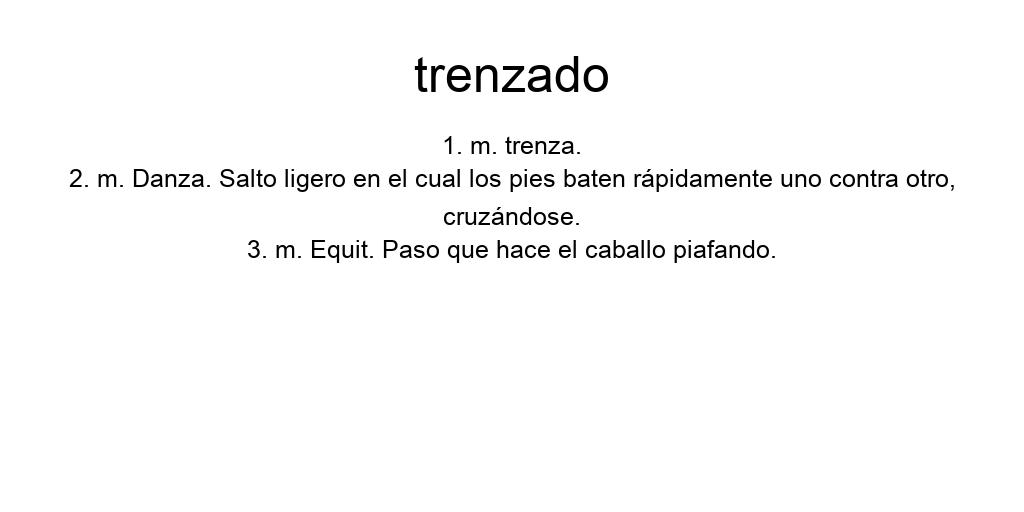 trenzado
1. m. trenza.
2. m. Danza. Salto ligero en el cual los pies baten rápidamente uno contra otro,
cruzándose.
3. m. Equit. Paso que hace el caballo piafando.